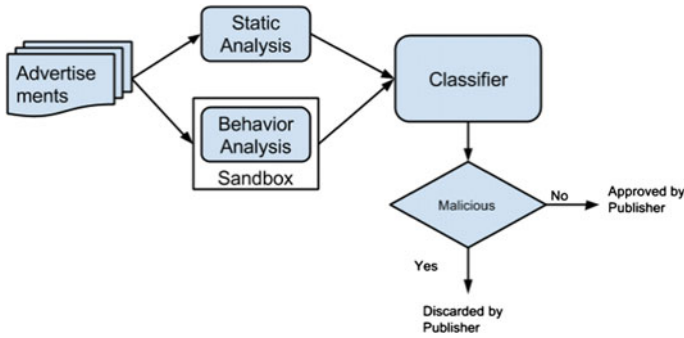 Advertise
ments
Static
Analysis
Behavior
Analysis
Sandbox
Classifier
Malicious
No
Approved by
Publisher
Yes
Discarded by
Publisher